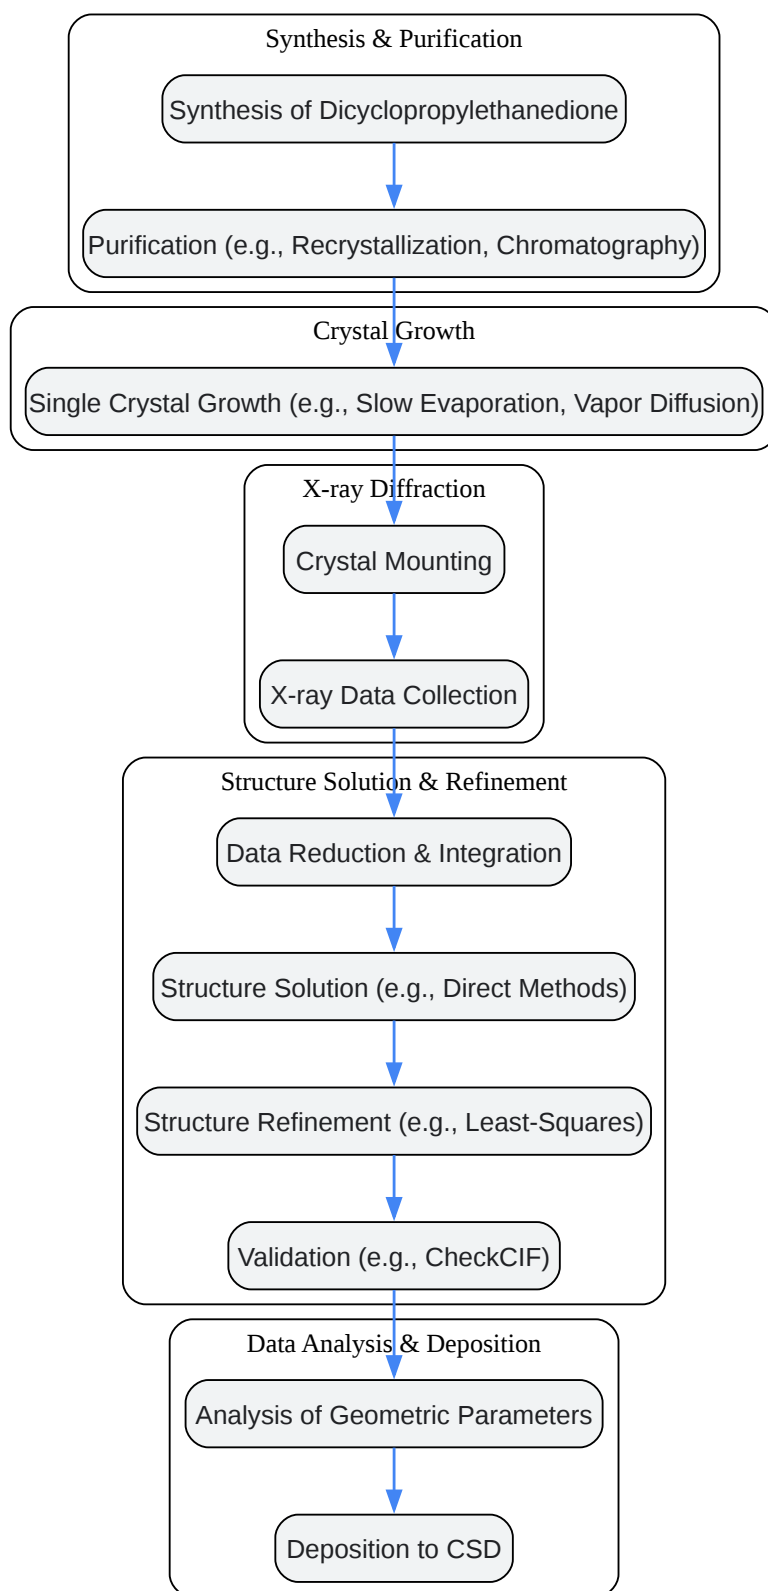 Synthesis & Purification
Synthesis of Dicyclopropylethanedione
Purification (e.g., Recrystallization, Chromatography)
Crystal Growth
Single Crystal Growth (e.g., Slow Evaporation, Vapor Diffusion)
X-ray Diffraction
Crystal Mounting
X-ray Data Collection
Structure Solution & Refinement
Data Reduction & Integration
Structure Solution (e.g., Direct Methods)
Structure Refinement (e.g., Least-Squares)
Validation (e.g., CheckCIF)
Data Analysis & Deposition
Analysis of Geometric Parameters
Deposition to CSD